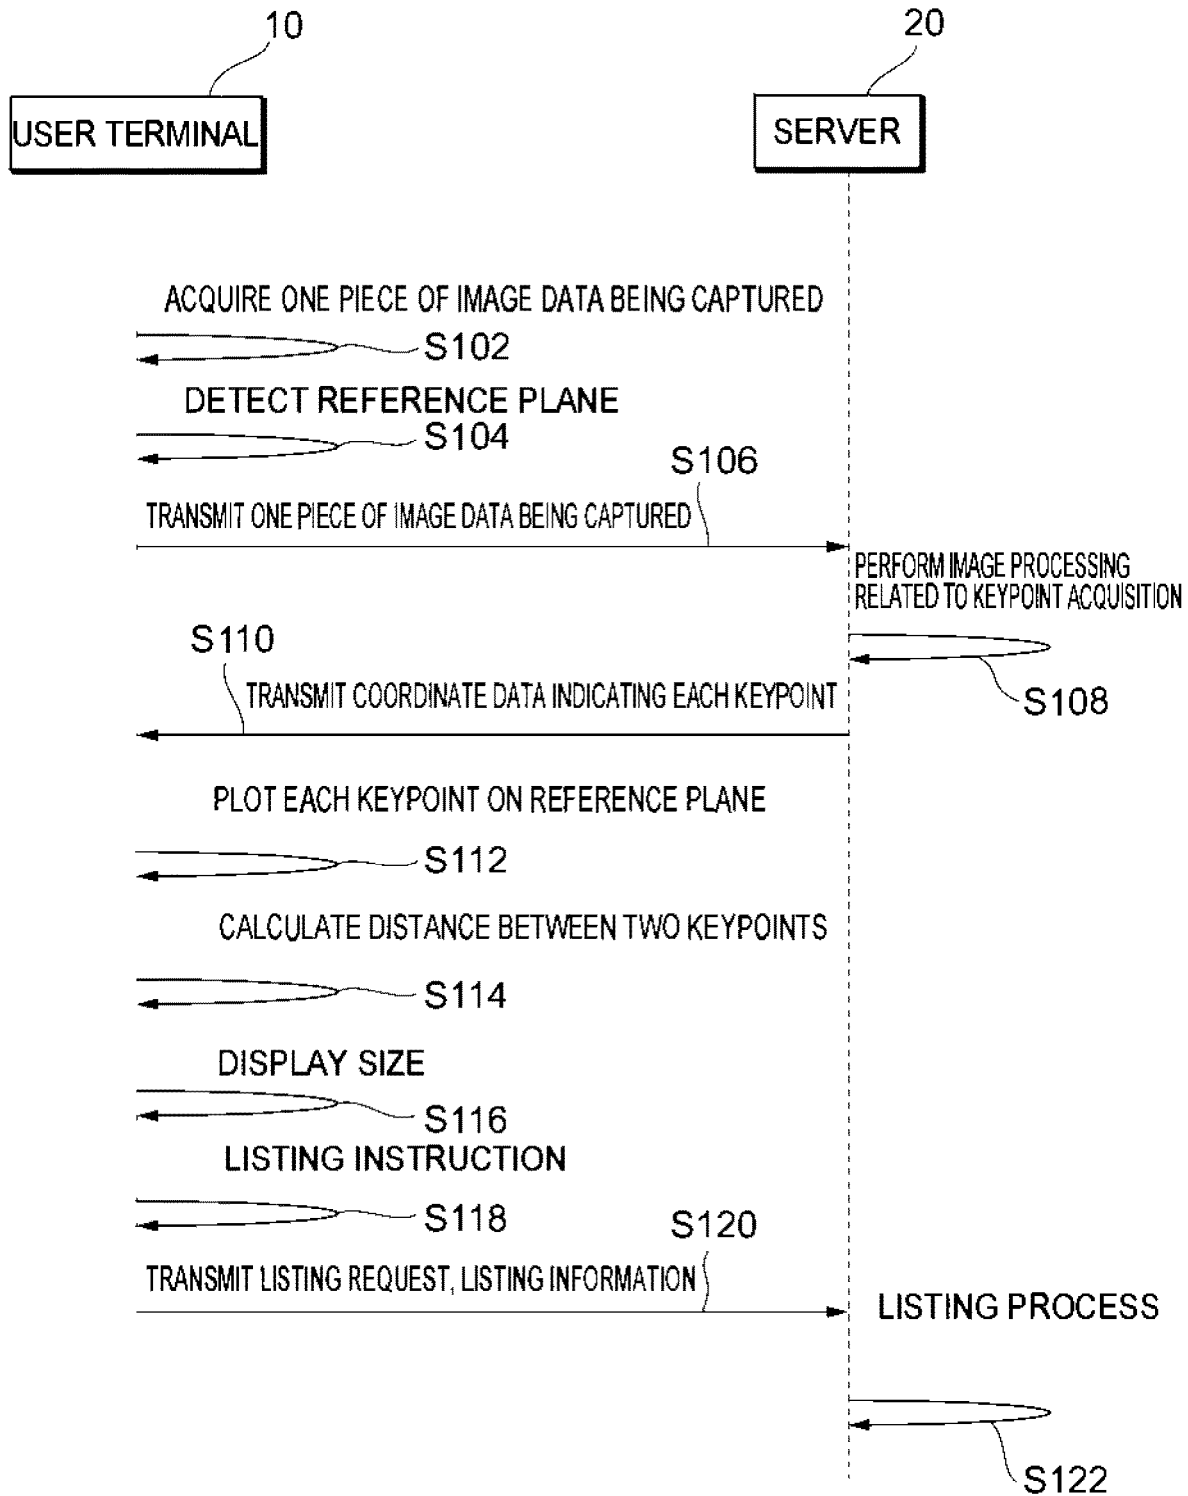 10
20
USER TERMINAL
SERVER
ACQUIRE ONE PIECE OF IMAGE DATA BEING CAPTURED
S102
DETECT REFERENCE PLANE
S104
S106
TRANSMIT ONE PIECE OF IMAGE DATA BEING CAPTURED
PERFORM IMAGE PROCESSING
RELATED TO KEYPOINT ACQUISITION
S108
S110
TRANSMIT COORDINATE DATA INDICATING EACH KEYPOINT
PLOT EACH KEYPOINT ON REFERENCE PLANE
S112
CALCULATE DISTANCE BETWEEN TWO KEYPOINTS
S114
DISPLAY SIZE
S116
LISTING INSTRUCTION
S118
S120
TRANSMIT LISTING REQUEST, LISTING INFORMATION
LISTING PROCESS
S122